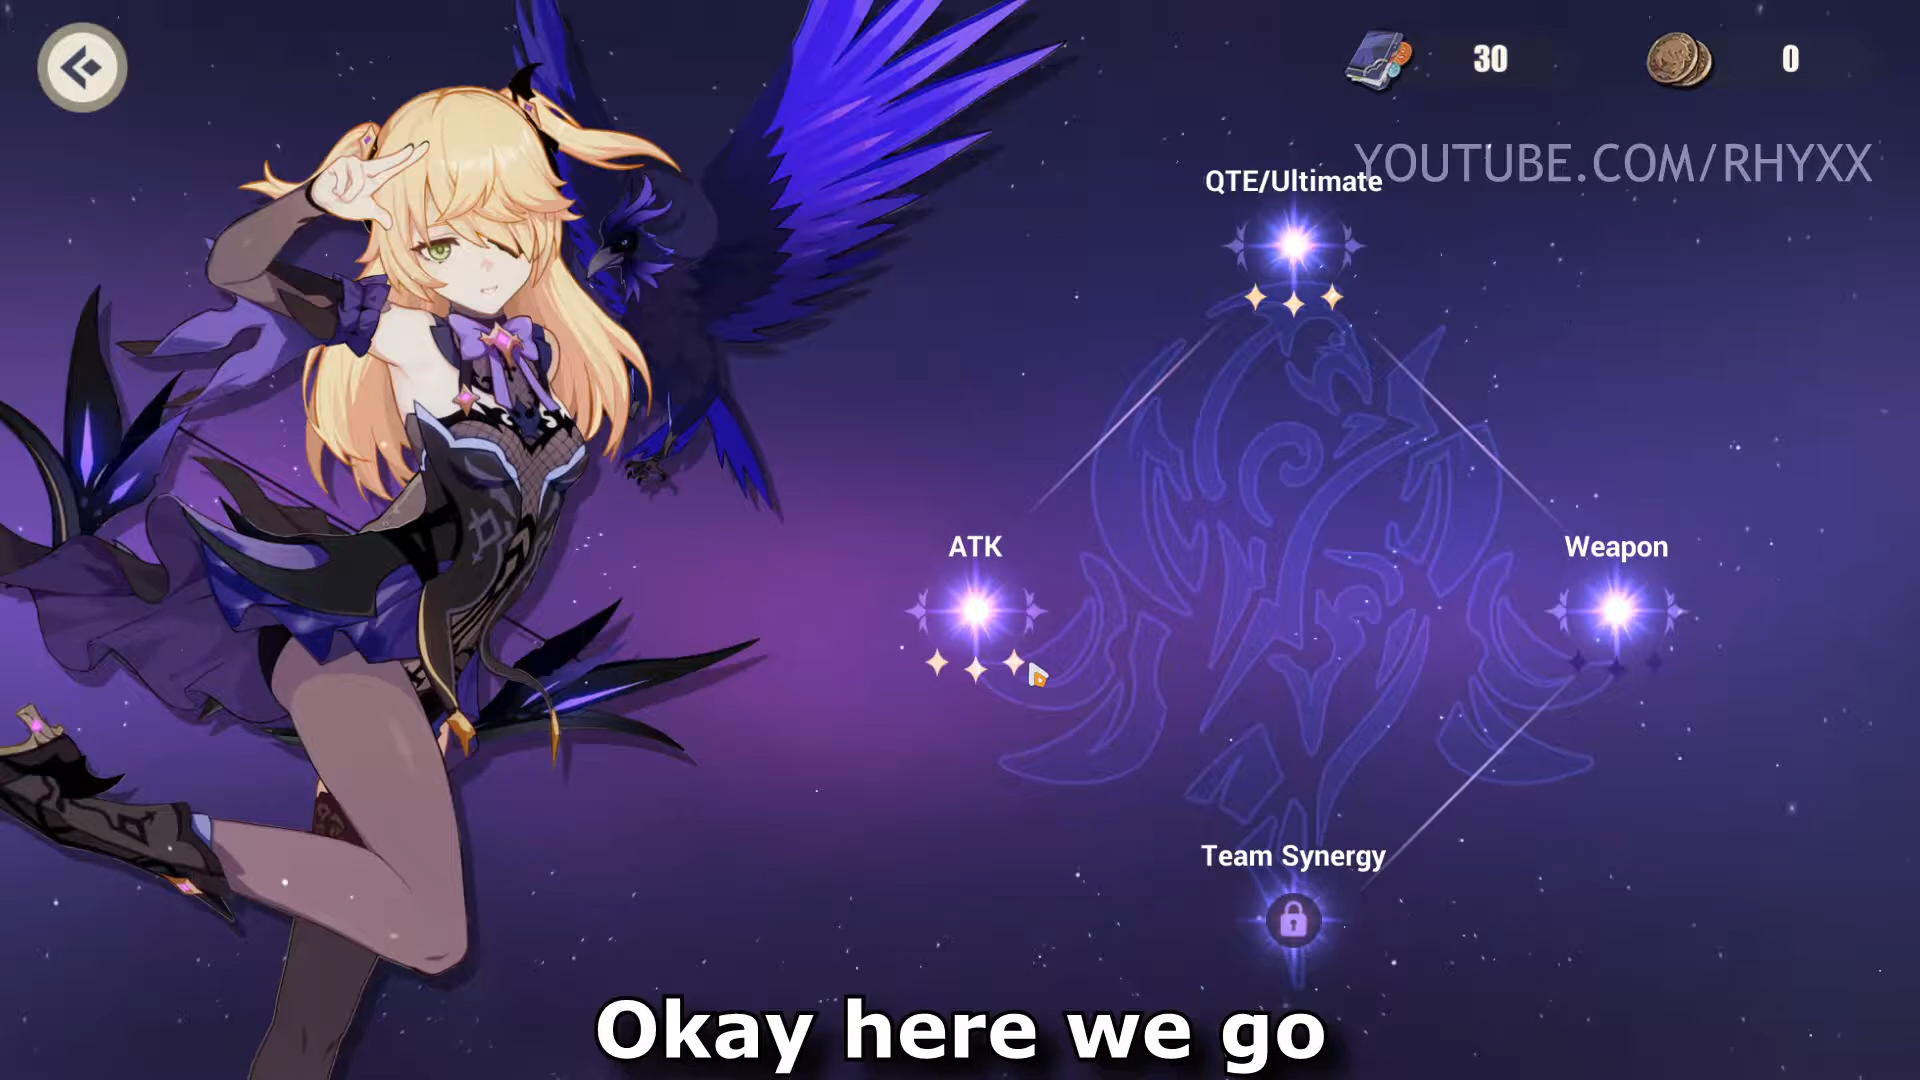 30
0
YOUTUBE.COM/RHYXX
QTE/Ultimate
ATK
Weapon
Team Synergy
Okay here we go